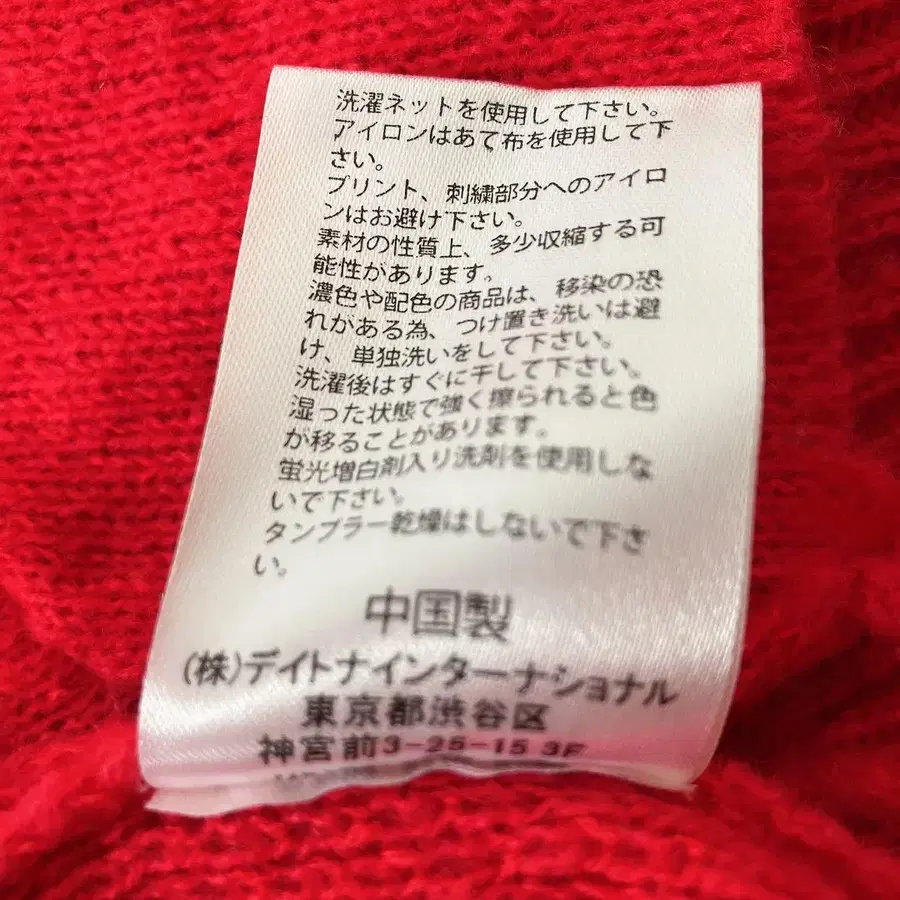 洗濯ネットを使用して下さい。
アイロンはあて布を使用して下
さい。
プリント、刺繍部分へのアイロ
ンはお避け下さい。
素材の性質上、多少収縮する可
能性があります。
濃色や配色の商品は、移染の恐
れがある為、つけ置き洗いは避
け、単独洗いをして下さい。
洗濯後はすぐに干して下さい。
湿った状態で強く擦られると色
が移ることがあります。
蛍光増白剤入り洗剤を使用しな
いで下さい。
タンブラー乾燥はしないで下さ
い。
中国製
(株)デイトナインターナショナル
東京都渋谷区
神宮前3-25-15 3F